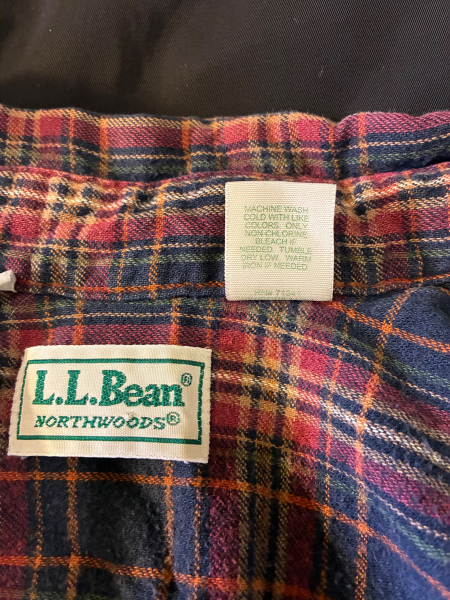 MACHINE WASH
COLD WITH LIKE
COLORS. ONLY
NON-CHLORINE
BLEACH IF
NEEDED. TUMBLE
DRY LOW. WARM
IRON IF NEEDED.
L.L.Bean®
NORTHWOODS®